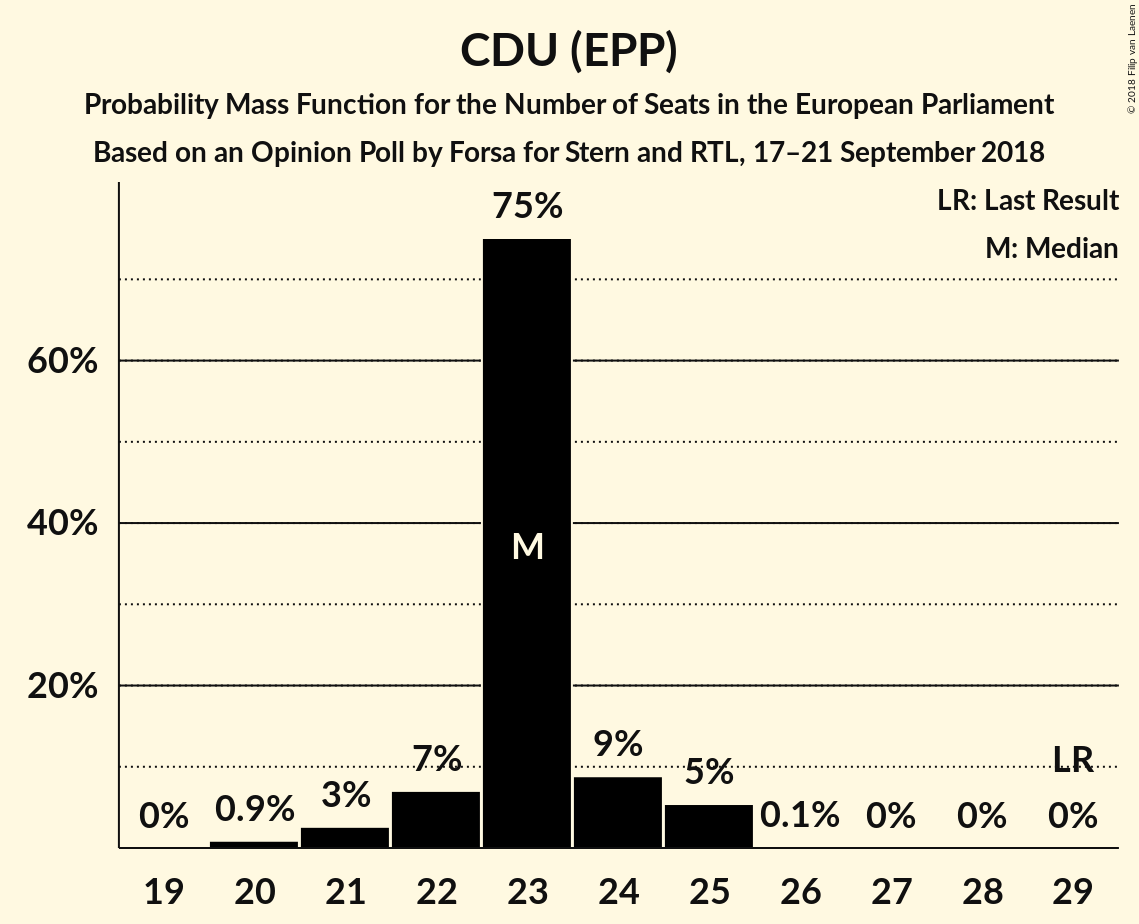 CDU (EPP)
Probability Mass Function for the Number of Seats in the European Parliament
Based on an Opinion Poll by Forsa for Stern and RTL, 17–21 September 2018
© 2018 Filip van Laenen
LR: Last Result
M: Median
75%
60%
40%
M
20%
9%
7%
5%
LR
3%
0.9%
0%
0.1%
0%
0%
0%
19 20 21 22 23 24 25 26 27 28 29